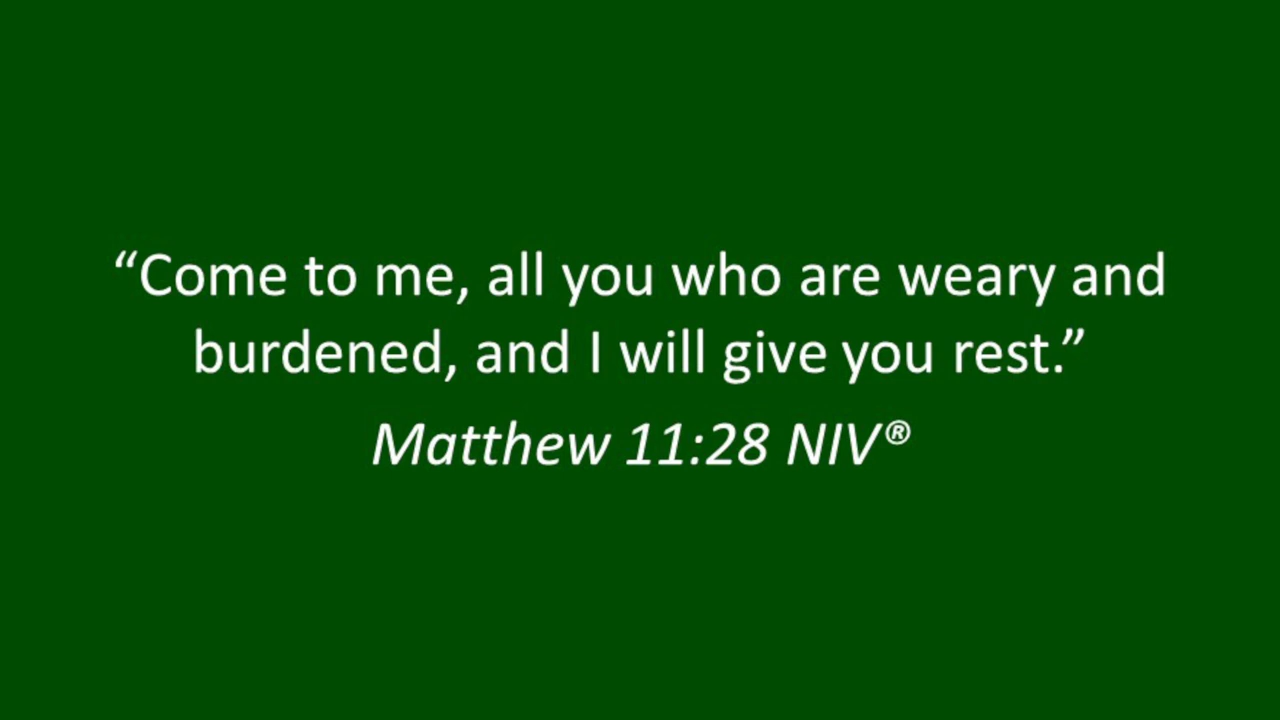 “Come to me, all you who are weary and
burdened, and I will give you rest.”
Matthew 11:28 NIV®